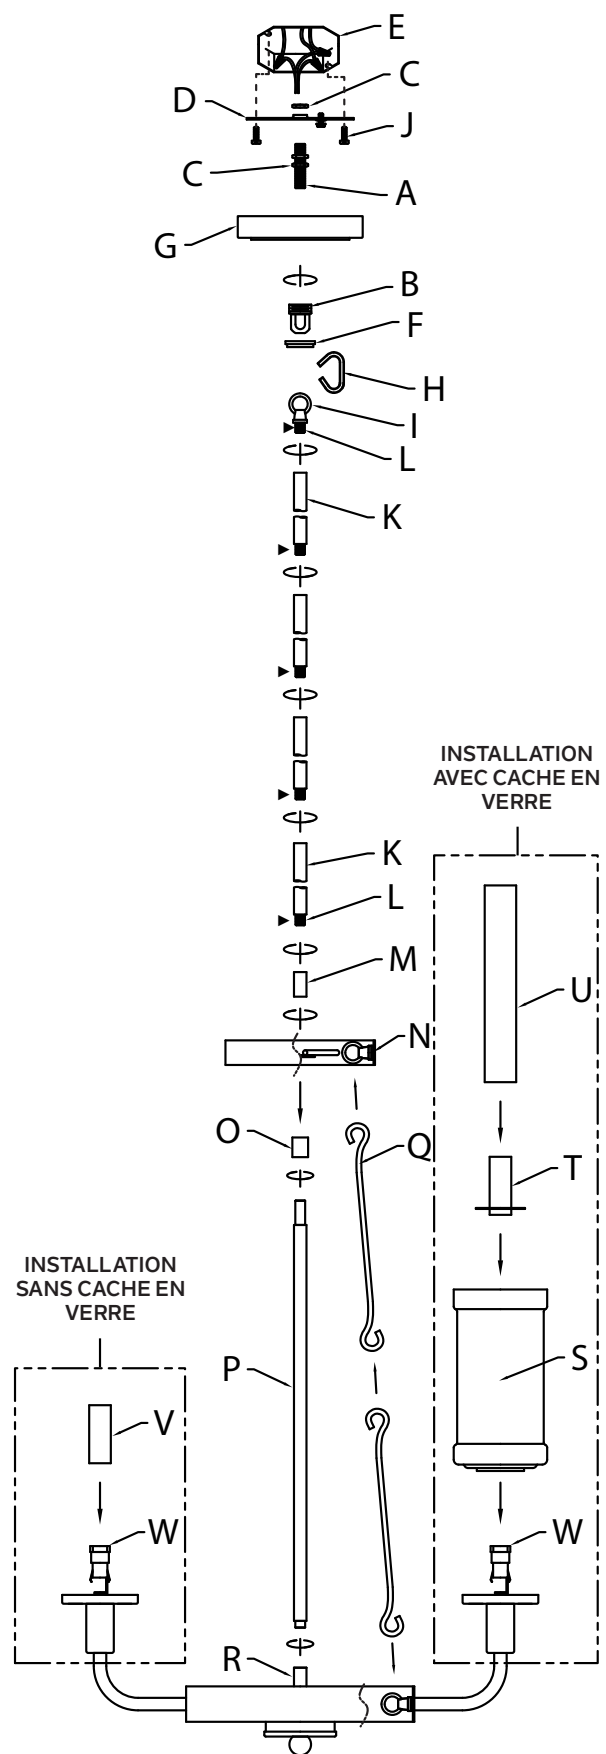 E
C
D
J
C
A
G
B
F
H
I
L
K
INSTALLATION
AVEC CACHE EN
VERRE
K
L
M
U
N
O
Q
T
INSTALLATION
SANS CACHE EN
VERRE
S
P
V
W
W
R